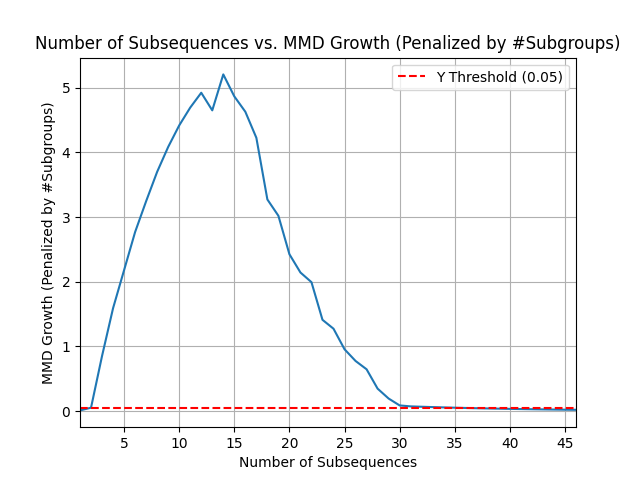 Number of Subsequences vs. MMD Growth (Penalized by #Subgroups)
Y Threshold (0.05)
MMD Growth (Penalized by #Subgroups)
5
4
3
2
1
0
5 10 15 20 25 30 35 40 45
Number of Subsequences